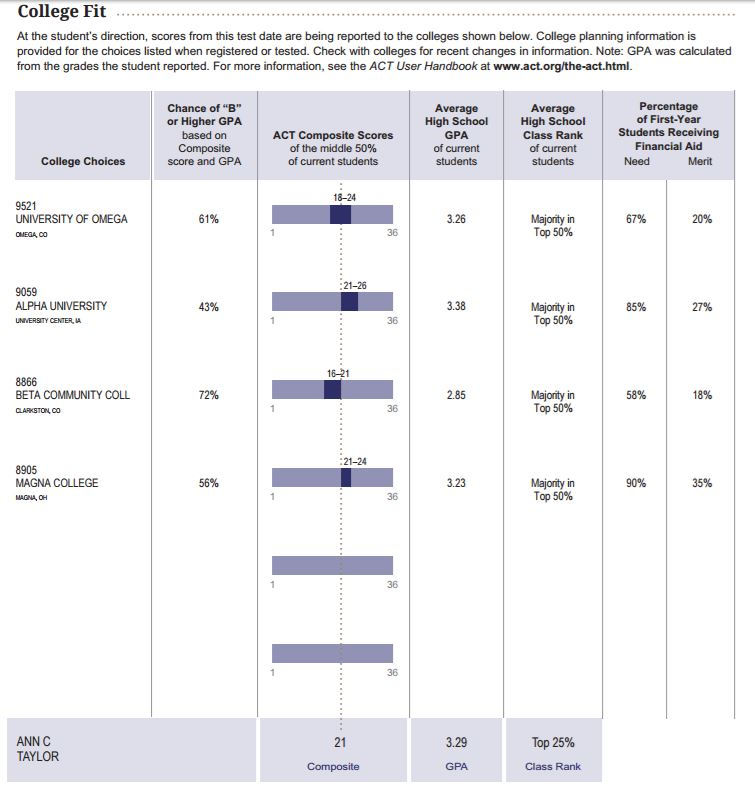 College Fit
At the student's direction, scores from this test date are being reported to the colleges shown below. College planning information is
provided for the choices listed when registered or tested. Check with colleges for recent changes in information. Note: GPA was calculated
from the grades the student reported. For more information, see the ACT User Handbook at www.act.org/the-act.html.
College Choices
Chance of “B”
or Higher GPA
based on
Composite
score and GPA
ACT Composite Scores
of the middle 50%
of current students
Average
High School
GPA
of current
students
Average
High School
Class Rank
of current
students
Percentage
of First-Year
Students Receiving
Financial Aid
Need Merit
9521
UNIVERSITY OF OMEGA
OMEGA, CO
61%
18–24
1 36
3.26
Majority in
Top 50%
67%
20%
9059
ALPHA UNIVERSITY
UNIVERSITY CENTER, IA
43%
21–26
1 36
3.38
Majority in
Top 50%
85%
27%
8866
BETA COMMUNITY COLL
CLARKSTON, CO
72%
16–21
1 36
2.85
Majority in
Top 50%
58%
18%
8905
MAGNA COLLEGE
MAGNA, OH
56%
21–24
1 36
3.23
Majority in
Top 50%
90%
35%
1 36
1 36
ANN C
TAYLOR
21
Composite
3.29
GPA
Top 25%
Class Rank